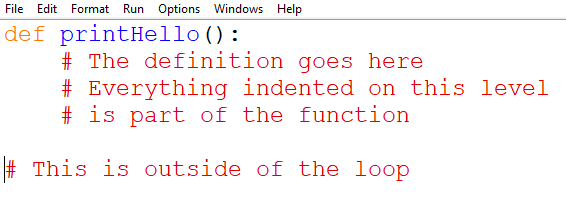 File Edit Format Run Options Windows Help
def printHello():
    # The definition goes here
    # Everything indented on this level
    # is part of the function
# This is outside of the loop